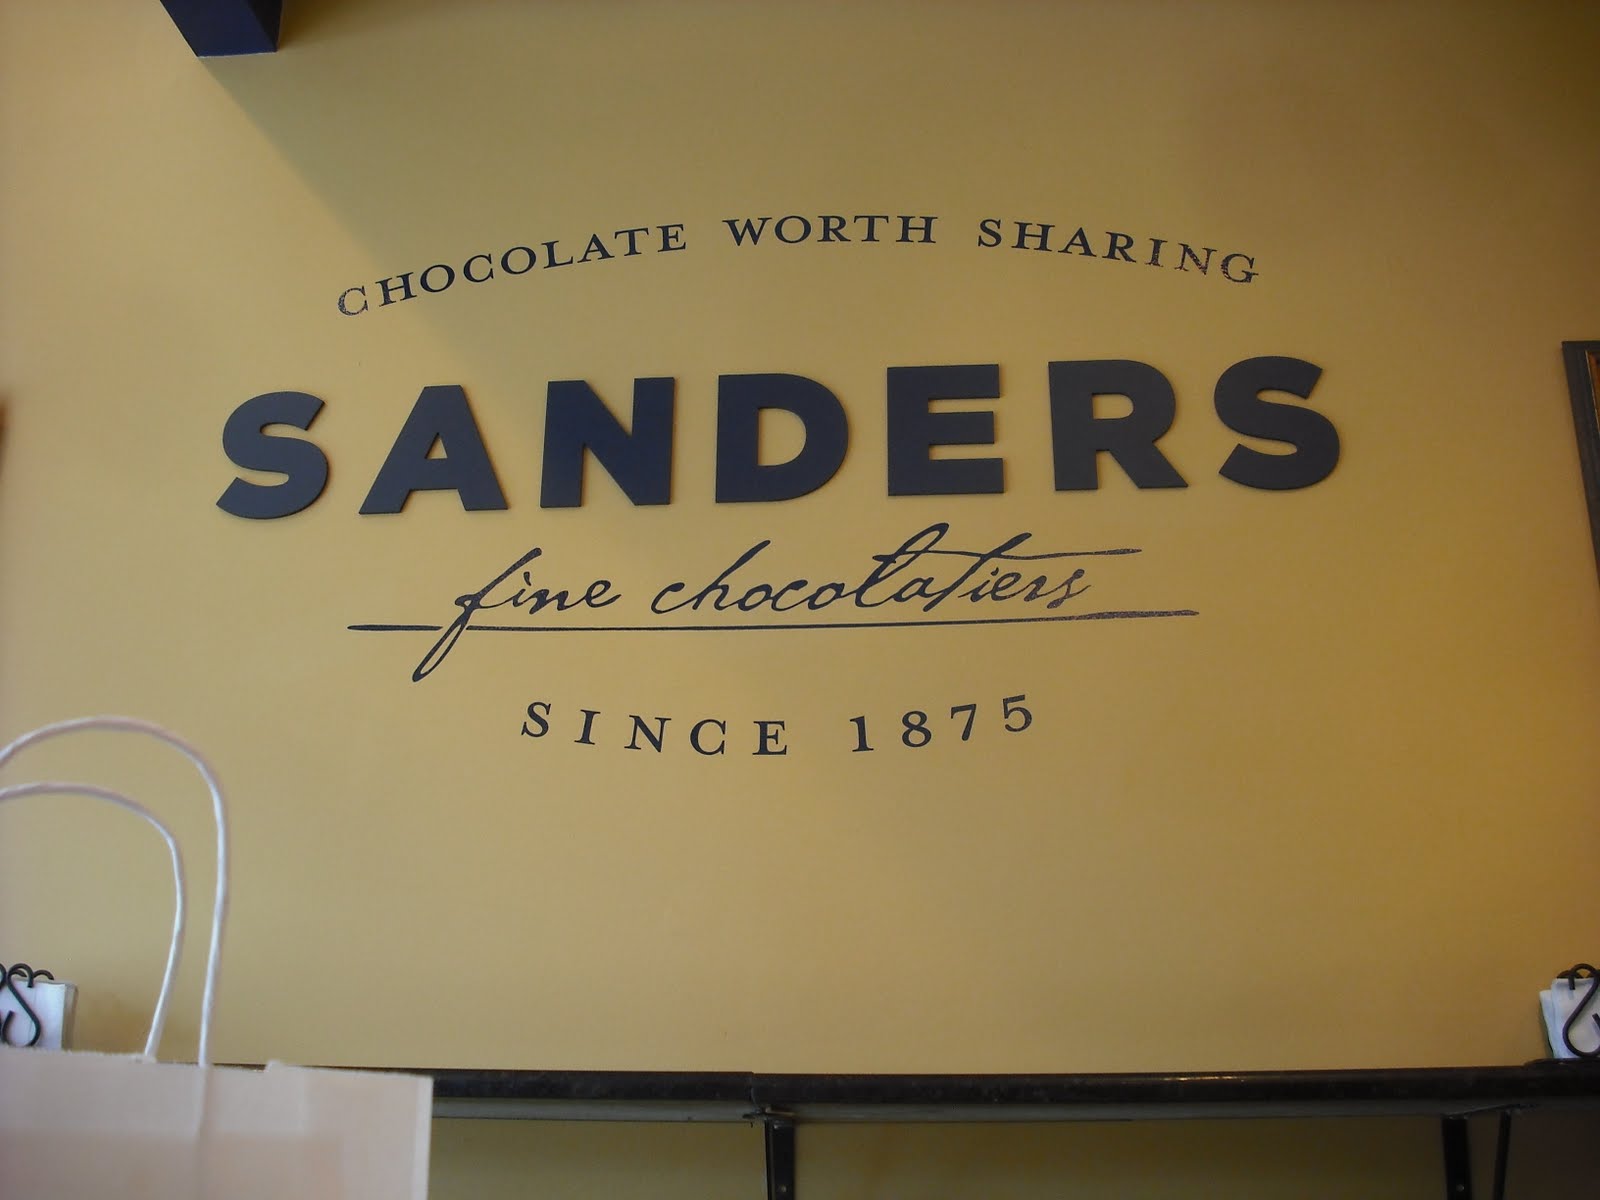 CHOCOLATE WORTH SHARING
SANDERS
fine chocolatiers
SINCE 1875